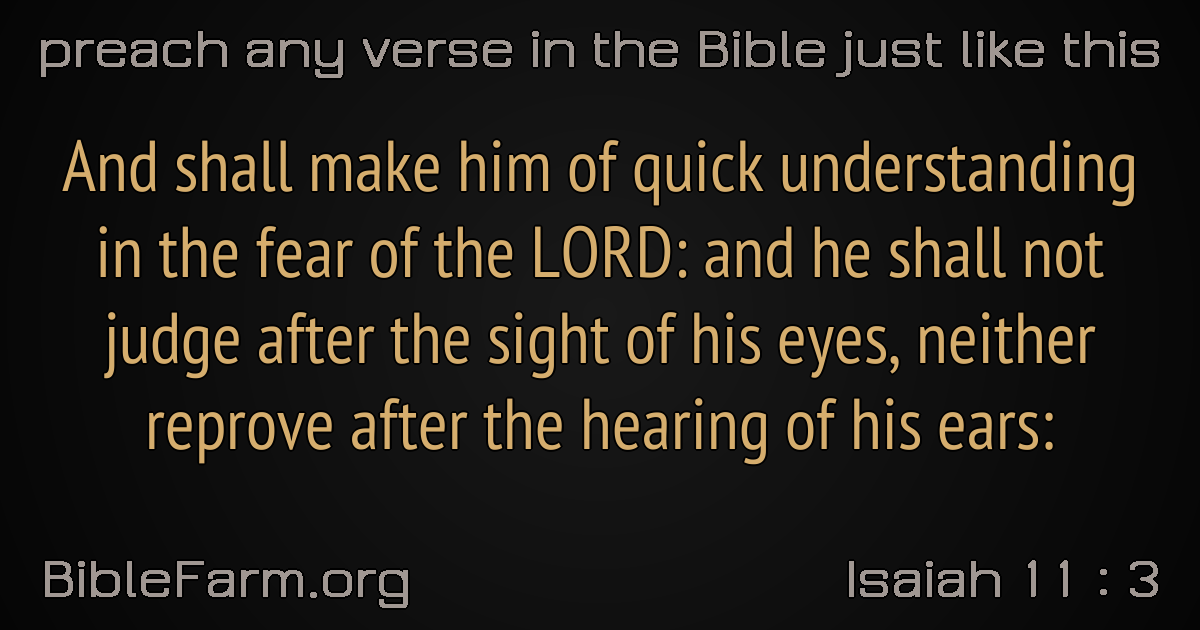 preach any verse in the Bible just like this
And shall make him of quick understanding
in the fear of the LORD: and he shall not
judge after the sight of his eyes, neither
reprove after the hearing of his ears:
BibleFarm.org
Isaiah 11 : 3